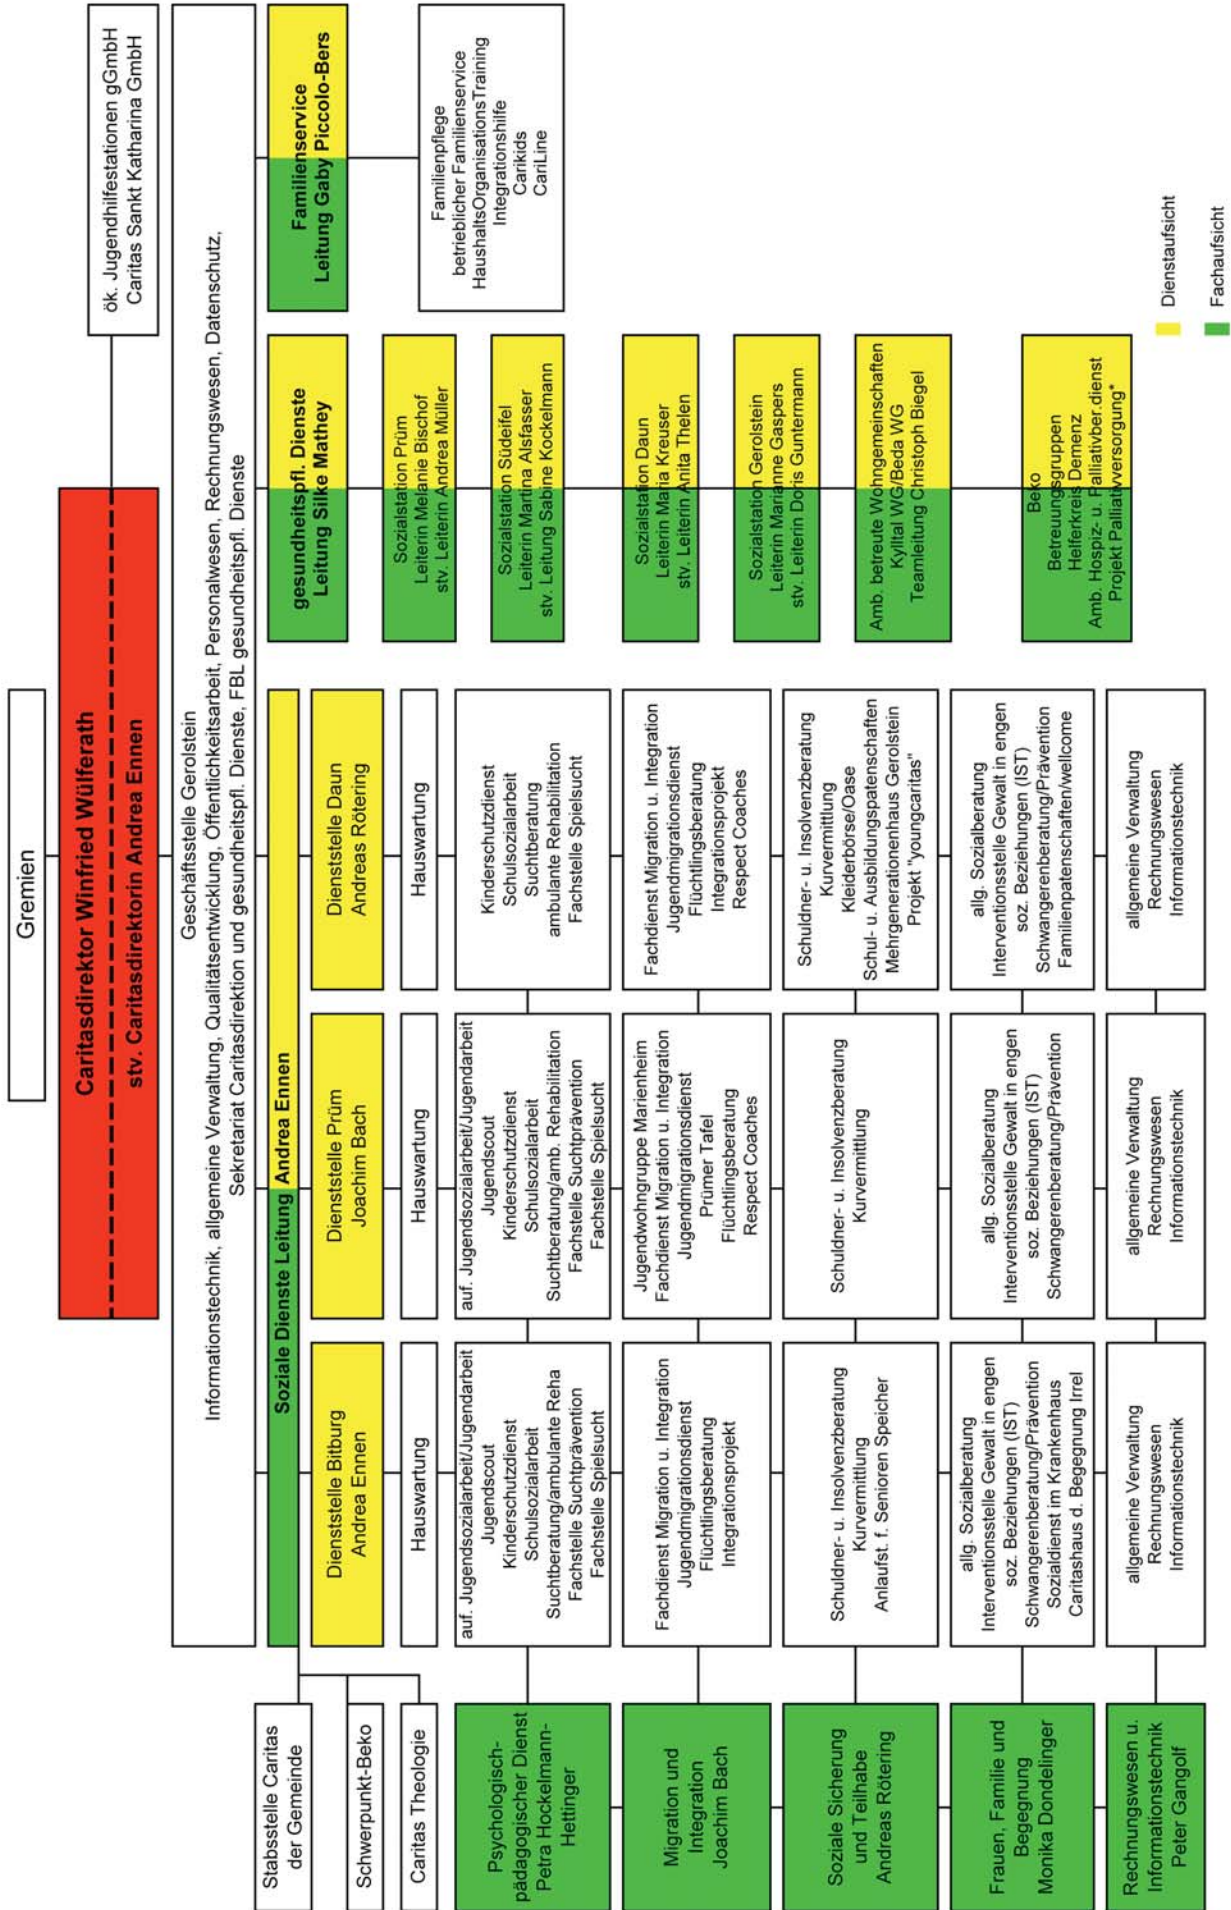 Gremien
Caritasdirektor Winfried Wülferath
stv. Caritasdirektorin Andrea Ennen
ök. Jugendhilfestationen gGmbH
Caritas Sankt Katharina GmbH
Geschäftsstelle Gerolstein
Informationstechnik, allgemeine Verwaltung, Qualitätsentwicklung, Öffentlichkeitsarbeit, Personalwesen, Rechnungswesen, Datenschutz,
Sekretariat Caritasdirektion und gesundheitspfl. Dienste, FBL gesundheitspfl. Dienste
Stabsstelle Caritas
der Gemeinde
Schwerpunkt-Beko
Caritas Theologie
Soziale Dienste Leitung Andrea Ennen
Dienststelle Bitburg
Andrea Ennen
Dienststelle Prüm
Joachim Bach
Dienststelle Daun
Andreas Rötering
Hauswartung
Hauswartung
Hauswartung
Psychologisch-
pädagogischer Dienst
Petra Hockelmann-
Hettinger
auf. Jugendsozialarbeit/Jugendarbeit
Jugendscout
Kinderschutzdienst
Schulsozialarbeit
Suchtberatung/ambulante Reha
Fachstelle Suchtprävention
Fachstelle Spielsucht
auf. Jugendsozialarbeit/Jugendarbeit
Jugendscout
Kinderschutzdienst
Schulsozialarbeit
Suchtberatung/amb. Rehabilitation
Fachstelle Suchtprävention
Fachstelle Spielsucht
Kinderschutzdienst
Schulsozialarbeit
Suchtberatung
ambulante Rehabilitation
Fachstelle Spielsucht
Migration und
Integration
Joachim Bach
Fachdienst Migration u. Integration
Jugendmigrationsdienst
Flüchtlingsberatung
Integrationsprojekt
Jugendwohngruppe Marienheim
Fachdienst Migration u. Integration
Jugendmigrationsdienst
Prümer Tafel
Flüchtlingsberatung
Respect Coaches
Fachdienst Migration u. Integration
Jugendmigrationsdienst
Flüchtlingsberatung
Integrationsprojekt
Respect Coaches
Soziale Sicherung
und Teilhabe
Andreas Rötering
Schuldner- u. Insolvenzberatung
Kurvermittlung
Anlaufst. f. Senioren Speicher
Schuldner- u. Insolvenzberatung
Kurvermittlung
Schuldner- u. Insolvenzberatung
Kurvermittlung
Kleiderbörse/Oase
Schul- u. Ausbildungspatenschaften
Mehrgenerationenhaus Gerolstein
Projekt "youngcaritas"
Frauen, Familie und
Begegnung
Monika Dondelinger
allg. Sozialberatung
Interventionsstelle Gewalt in engen
soz. Beziehungen (IST)
Schwangerenberatung/Prävention
Sozialdienst im Krankenhaus
Caritashaus d. Begegnung Irrel
allg. Sozialberatung
Interventionsstelle Gewalt in engen
soz. Beziehungen (IST)
Schwangerenberatung/Prävention
allg. Sozialberatung
Interventionsstelle Gewalt in engen
soz. Beziehungen (IST)
Schwangerenberatung/Prävention
Familienpatenschaften/wellcome
Rechnungswesen u.
Informationstechnik
Peter Gangolf
allgemeine Verwaltung
Rechnungswesen
Informationstechnik
allgemeine Verwaltung
Rechnungswesen
Informationstechnik
allgemeine Verwaltung
Rechnungswesen
Informationstechnik
gesundheitspfl. Dienste
Leitung Silke Mathey
Sozialstation Prüm
Leiterin Melanie Bischof
stv. Leiterin Andrea Müller
Sozialstation Südeifel
Leiterin Martina Alsfasser
stv. Leitung Sabine Kockelmann
Sozialstation Daun
Leiterin Maria Kreuser
stv. Leiterin Anita Thelen
Sozialstation Gerolstein
Leiterin Marianne Gaspers
stv. Leiterin Doris Guntermann
Amb. betreute Wohngemeinschaften
Kylltal WG/Beda WG
Teamleitung Christoph Biegel
Beko
Betreuungsgruppen
Helferkreis Demenz
Amb. Hospiz- u. Palliativber.dienst
Projekt Palliativversorgung*
Familienservice
Leitung Gaby Piccolo-Bers
Familienpflege
betrieblicher Familienservice
HaushaltsOrganisationsTraining
Integrationshilfe
Carikids
CariLine
Dienstaufsicht
Fachaufsicht